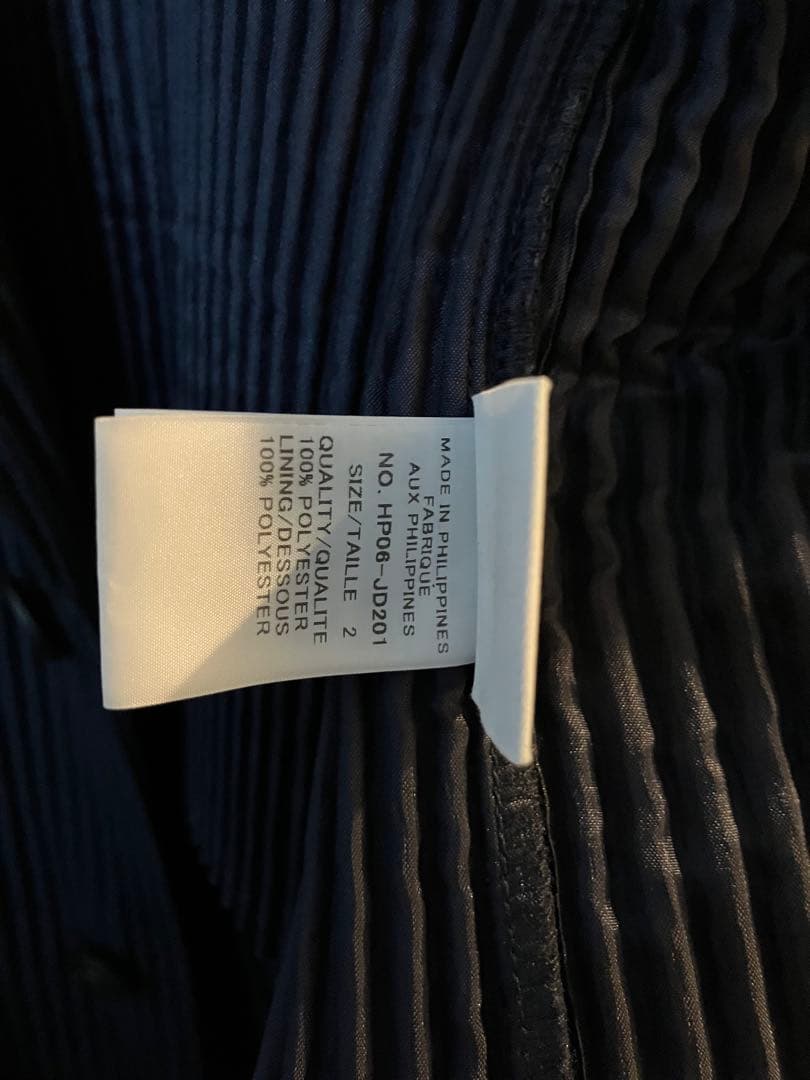 MADE IN PHILIPPINES
FABRIQUÉ
AUX PHILIPPINES
NO. HP06-JD201
SIZE/TAILLE 2
QUALITY/QUALITE
100% POLYESTER
LINING/DESSOUS
100% POLYESTER